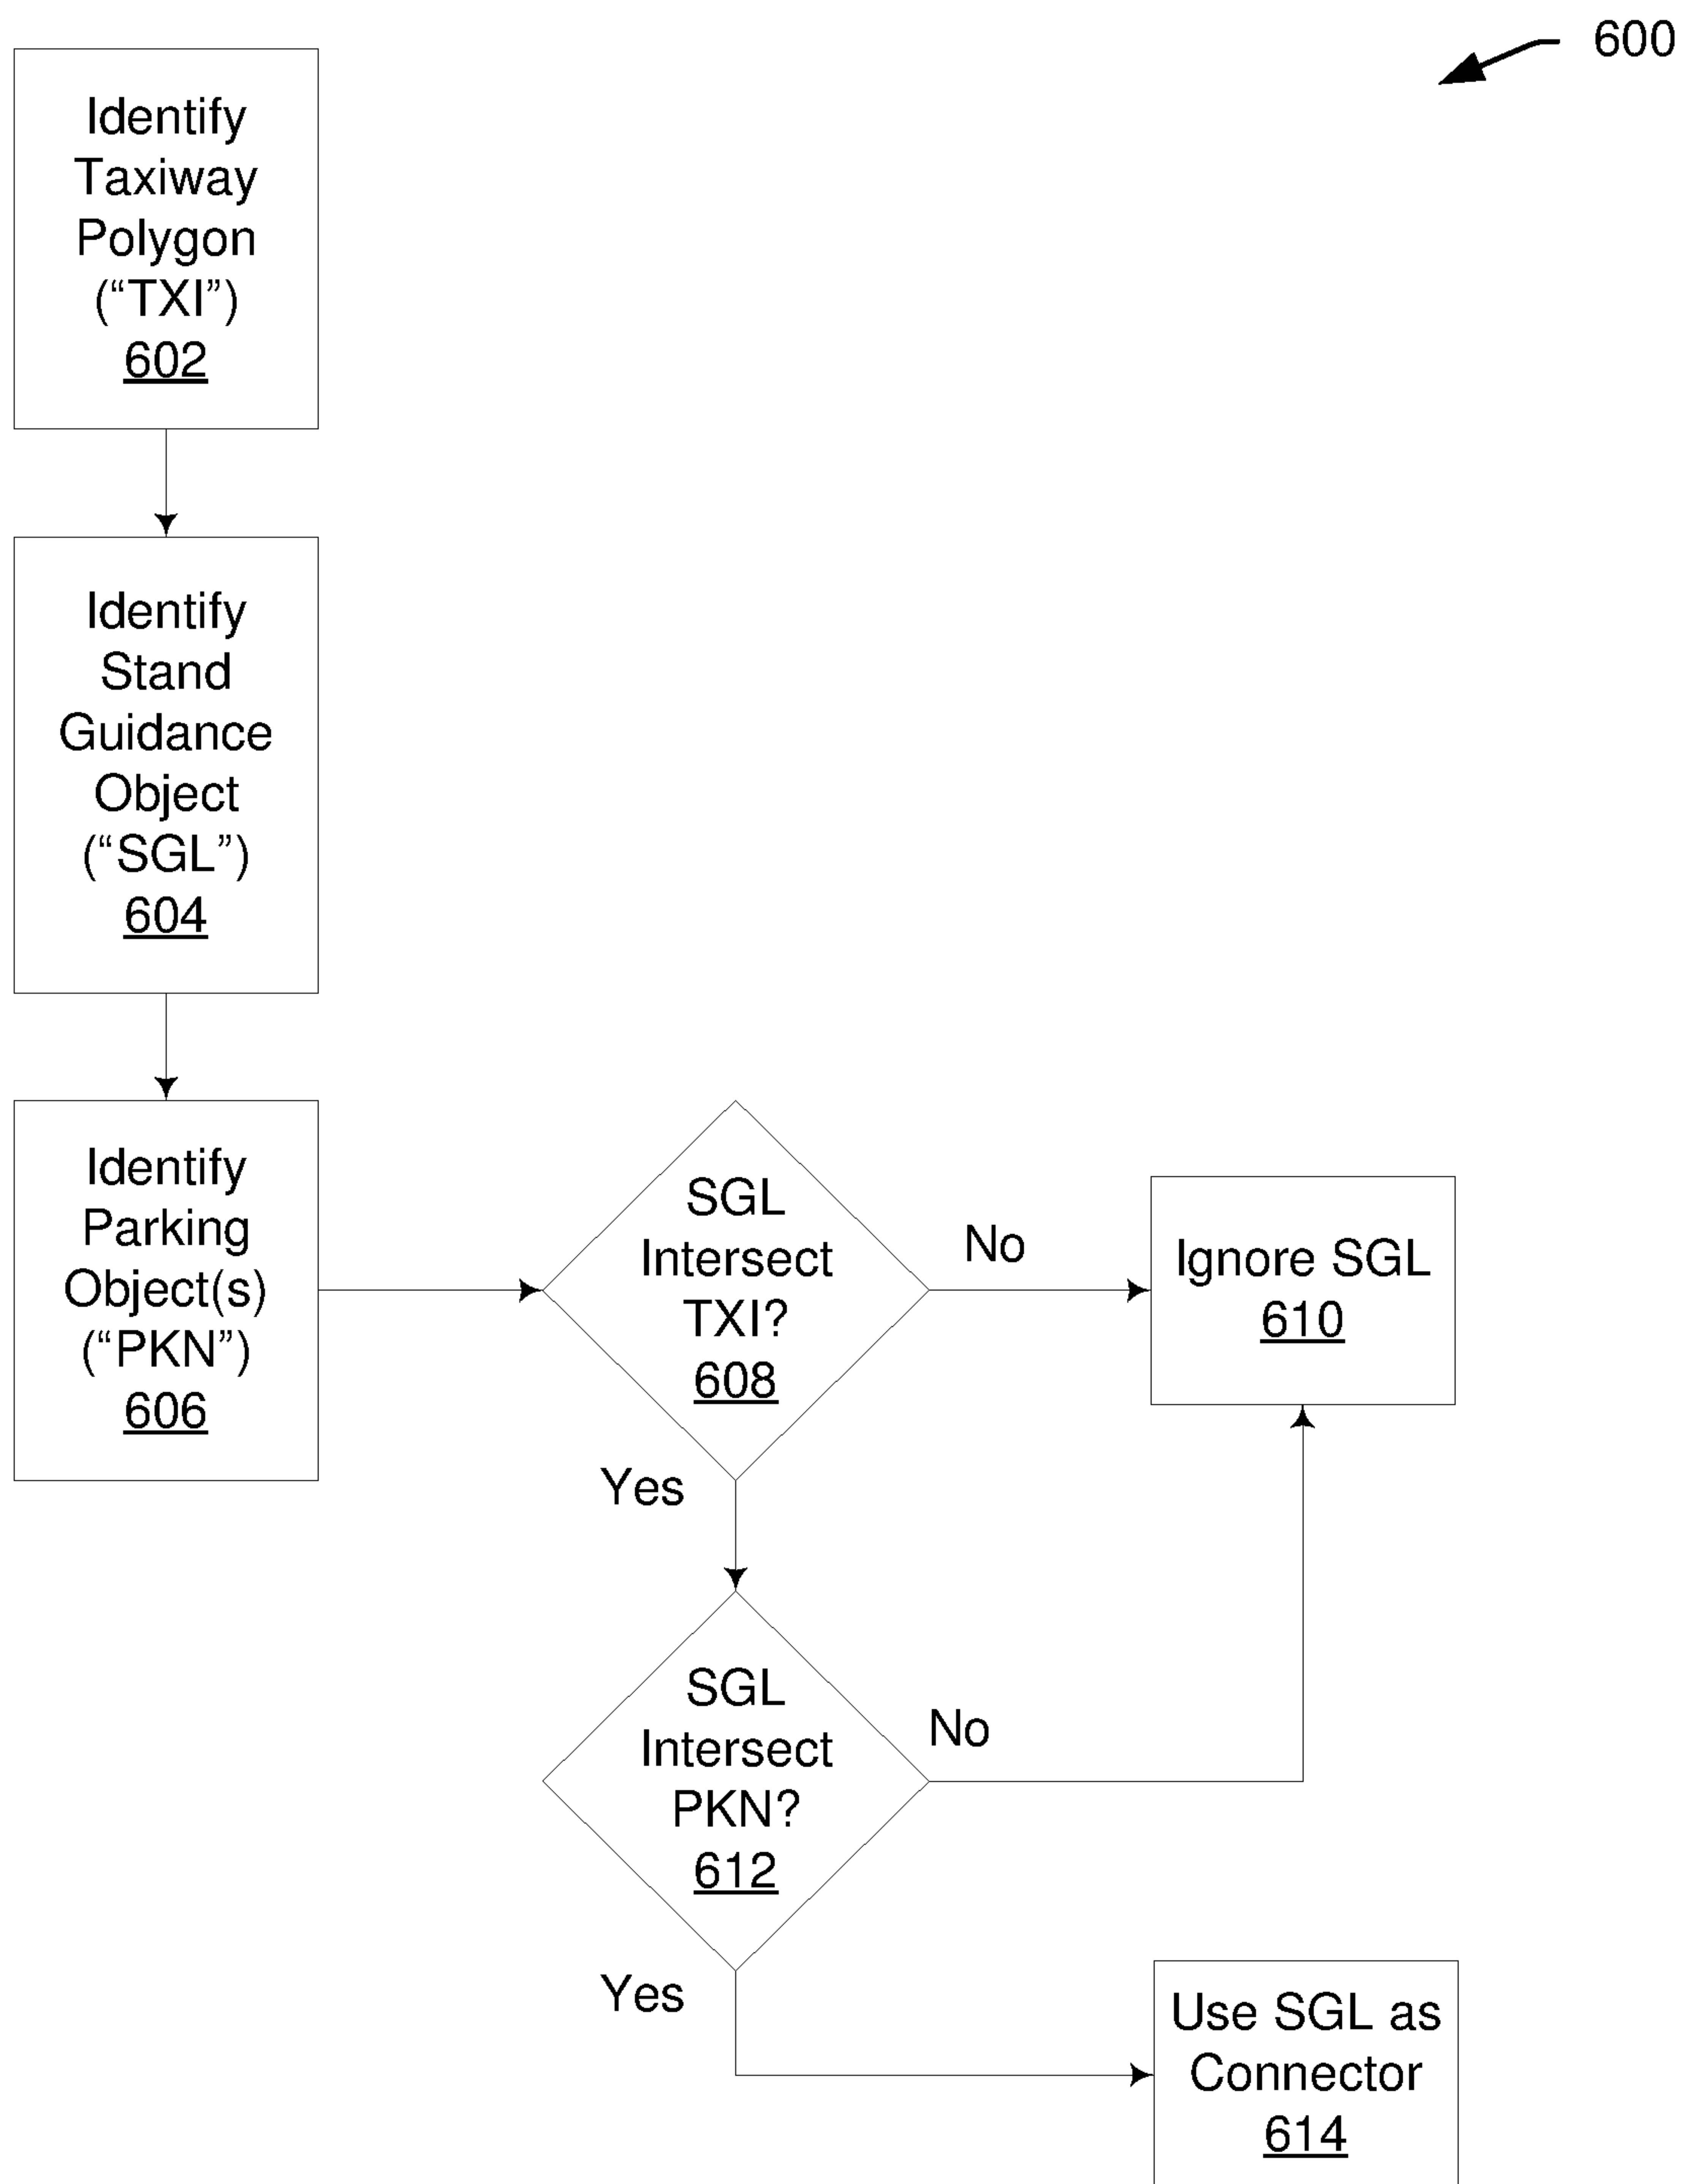 600
Identify
Taxiway
Polygon
(“TXI”)
602
Identify
Stand
Guidance
Object
(“SGL”)
604
Identify
Parking
Object(s)
(“PKN”)
606
SGL
Intersect
TXI?
608
No
Ignore SGL
610
Yes
SGL
Intersect
PKN?
612
No
Yes
Use SGL as
Connector
614